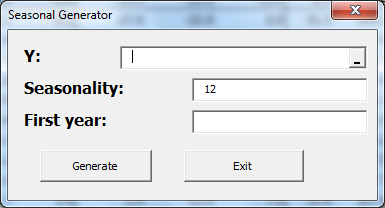 Seasonal Generator
Y:
Seasonality: 12
First year:
Generate Exit